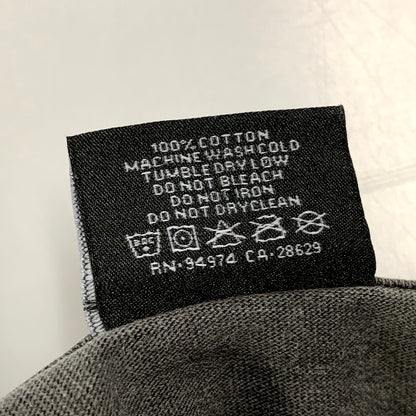 100% COTTON
MACHINE WASH COLD
TUMBLE DRY LOW
DO NOT BLEACH
DO NOT IRON
DO NOT DRYCLEAN
RN·94974 CA·28629